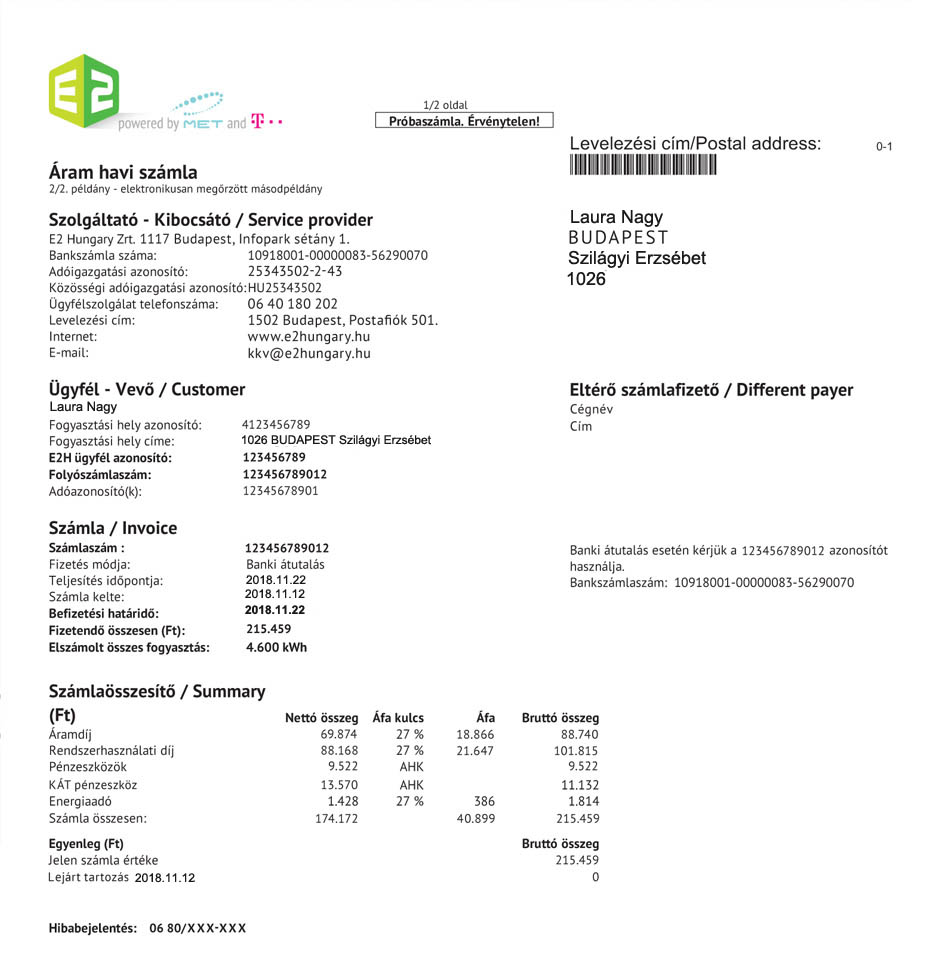 E2
powered by MET and T
1/2 oldal
Próbaszámla. Érvénytelen!
Levelezési cím/Postal address: 0-1
Áram havi számla
2/2. példány - elektronikusan megőrzött másodpéldány
Szolgáltató - Kibocsátó / Service provider
E2 Hungary Zrt. 1117 Budapest, Infopark sétány 1.
Bankszámla száma: 10918001-00000083-56290070
Adóigazgatási azonosító: 25343502-2-43
Közösségi adóigazgatási azonosító: HU25343502
Ügyfélszolgálat telefonszáma: 06 40 180 202
Levelezési cím: 1502 Budapest, Postafiók 501.
Internet: www.e2hungary.hu
E-mail: kkv@e2hungary.hu
Laura Nagy
BUDAPEST
Szilágyi Erzsébet
1026
Ügyfél - Vevő / Customer
Laura Nagy
Fogyasztási hely azonosító: 4123456789
Fogyasztási hely címe: 1026 BUDAPEST Szilágyi Erzsébet
E2H ügyfél azonosító: 123456789
Folyószámlaszám: 123456789012
Adóazonosító(k): 12345678901
Eltérő számlafizető / Different payer
Cégnév
Cím
Számla / Invoice
Számlaszám : 123456789012
Fizetés módja: Banki átutalás
Teljesítés időpontja: 2018.11.22
Számla kelte: 2018.11.12
Befizetési határidő: 2018.11.22
Fizetendő összesen (Ft): 215.459
Elszámolt összes fogyasztás: 4.600 kWh
Banki átutalás esetén kérjük a 123456789012 azonosítót
használja.
Bankszámlaszám: 10918001-00000083-56290070
Számlaösszesítő / Summary
(Ft) Nettó összeg Áfa kulcs Áfa Bruttó összeg
Áramdíj 69.874 27 % 18.866 88.740
Rendszerhasználati díj 88.168 27 % 21.647 101.815
Pénzeszközök 9.522 AHK 9.522
KÁT pénzeszköz 13.570 AHK 11.132
Energiaadó 1.428 27 % 386 1.814
Számla összesen: 174.172 40.899 215.459
Egyenleg (Ft) Bruttó összeg
Jelen számla értéke 215.459
Lejárt tartozás 2018.11.12 0
Hibabejelentés: 06 80/XXX-XXX